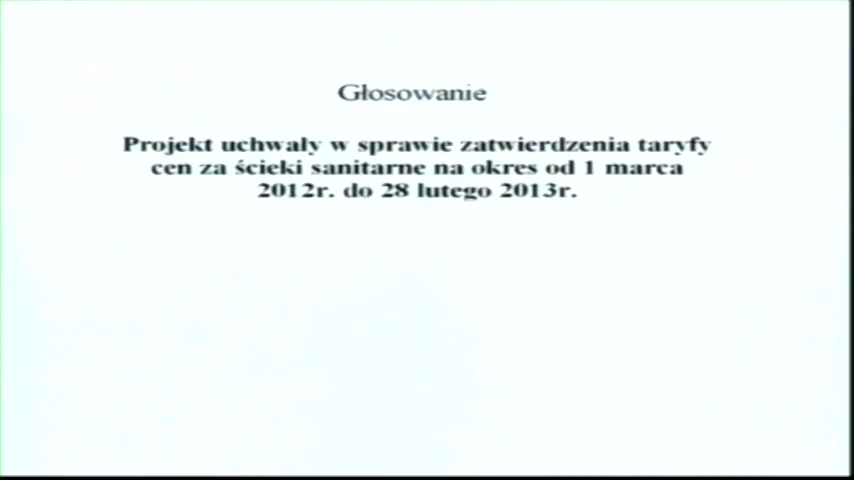 Głosowanie
Projekt uchwały w sprawie zatwierdzenia taryfy
cen za ścieki sanitarne na okres od 1 marca
2012r. do 28 lutego 2013r.